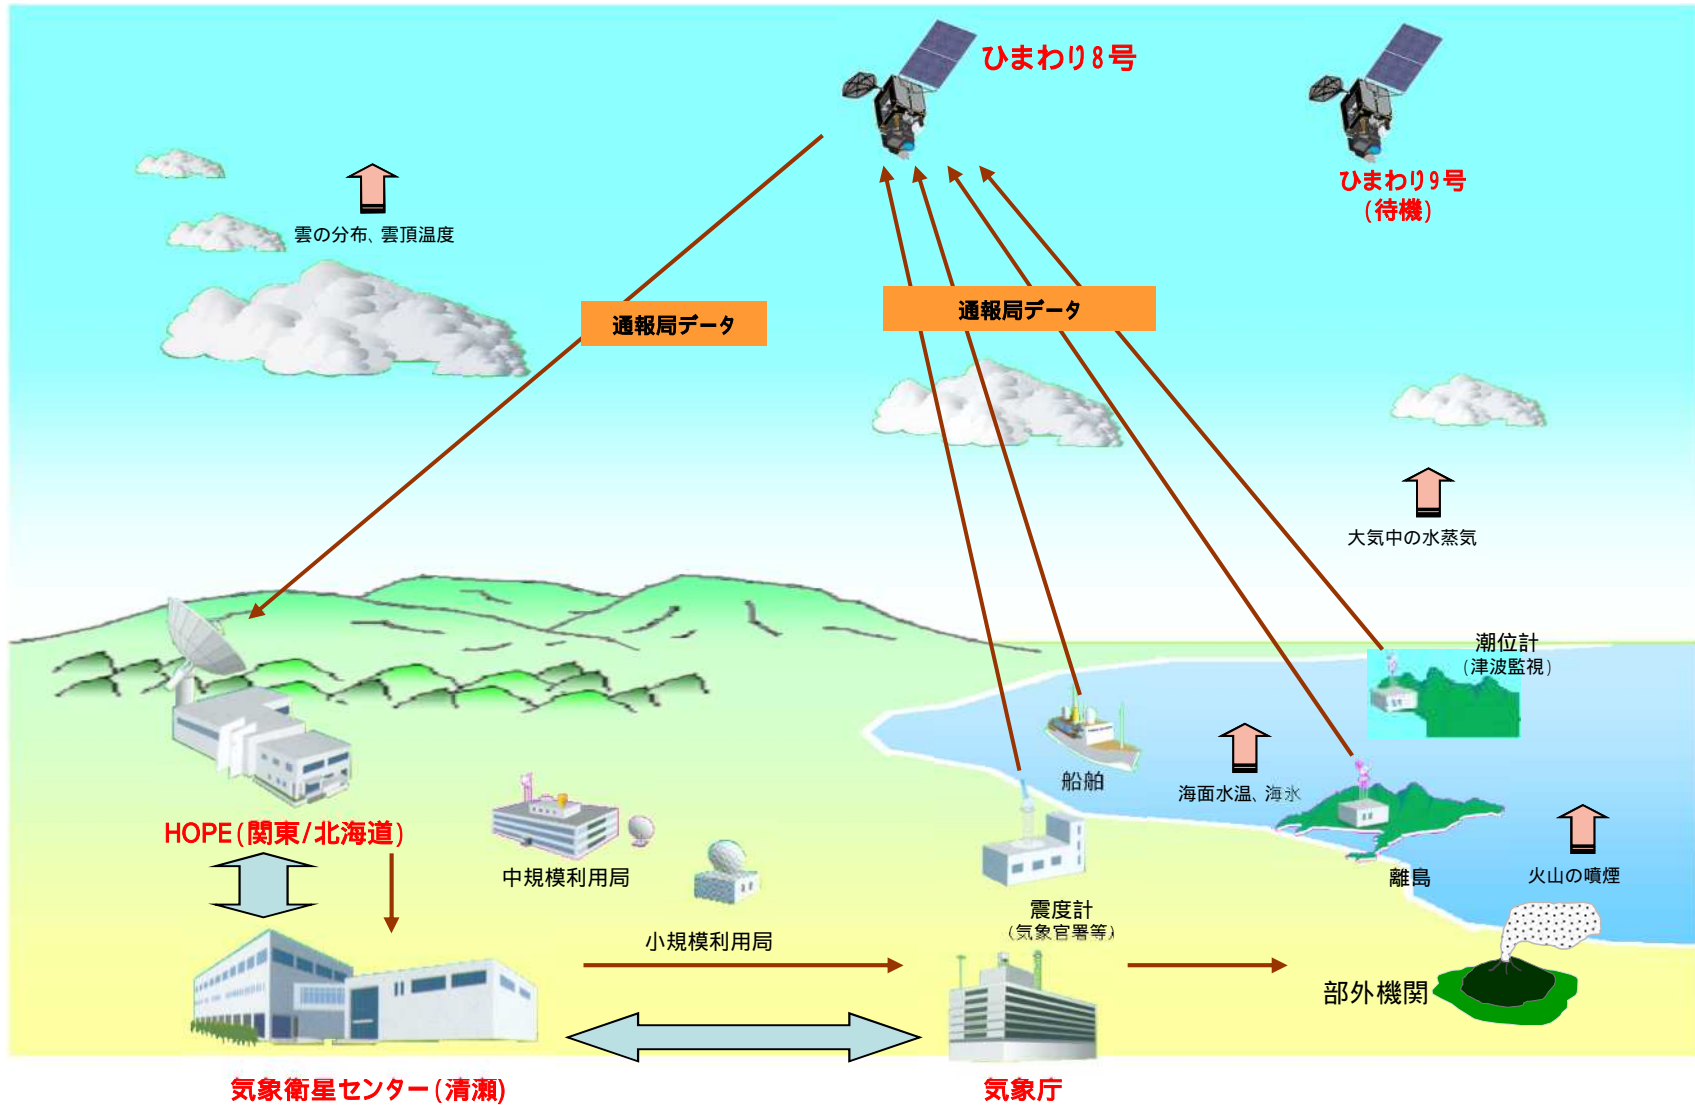 ひまわり8号
ひまわり9号
(待機)
雲の分布、雲頂温度
通報局データ
通報局データ
大気中の水蒸気
潮位計
(津波監視)
船舶
海面水温、海氷
HOPE(関東/北海道)
中規模利用局
離島
火山の噴煙
震度計
(気象官署等)
小規模利用局
部外機関
気象衛星センター(清瀬)
気象庁